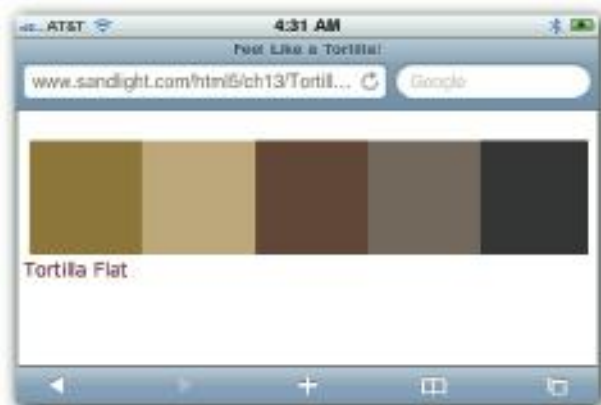 AT&T 4:31 AM
Feel Like a Tortilla!
www.sandlight.com/html5/ch13/Tortill... Google
Tortilla Flat